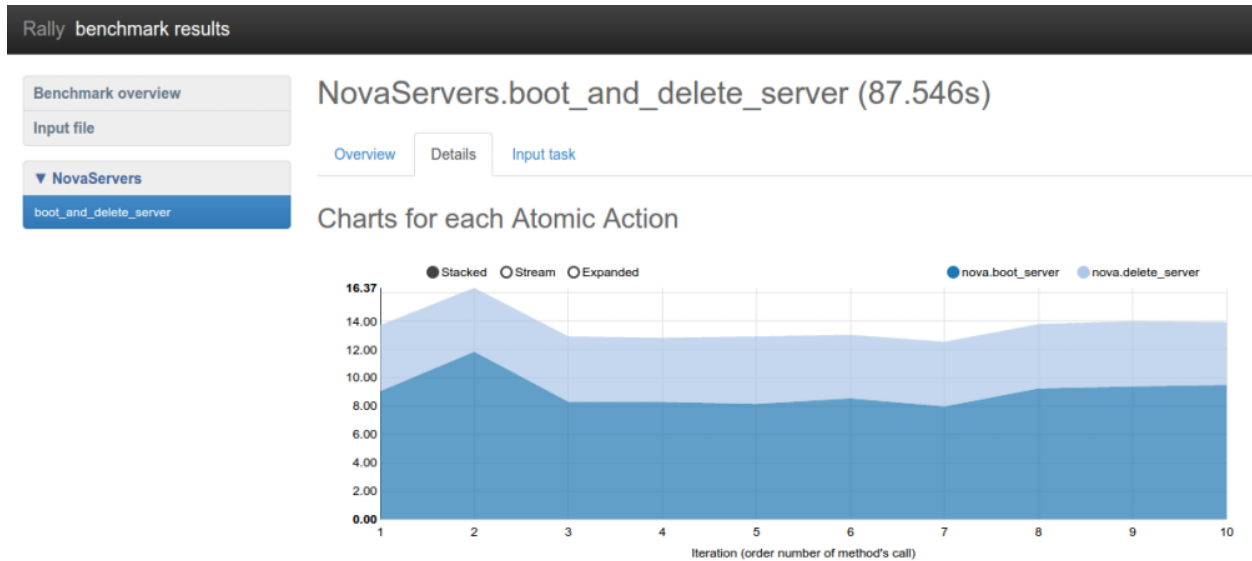 Rally benchmark results
Benchmark overview
Input file
▼ NovaServers
boot_and_delete_server
NovaServers.boot_and_delete_server (87.546s)
Overview Details Input task
Charts for each Atomic Action
Stacked Stream Expanded nova.boot_server nova.delete_server
16.37
14.00
12.00
10.00
8.00
6.00
4.00
2.00
0.00
1 2 3 4 5 6 7 8 9 10
Iteration (order number of method's call)